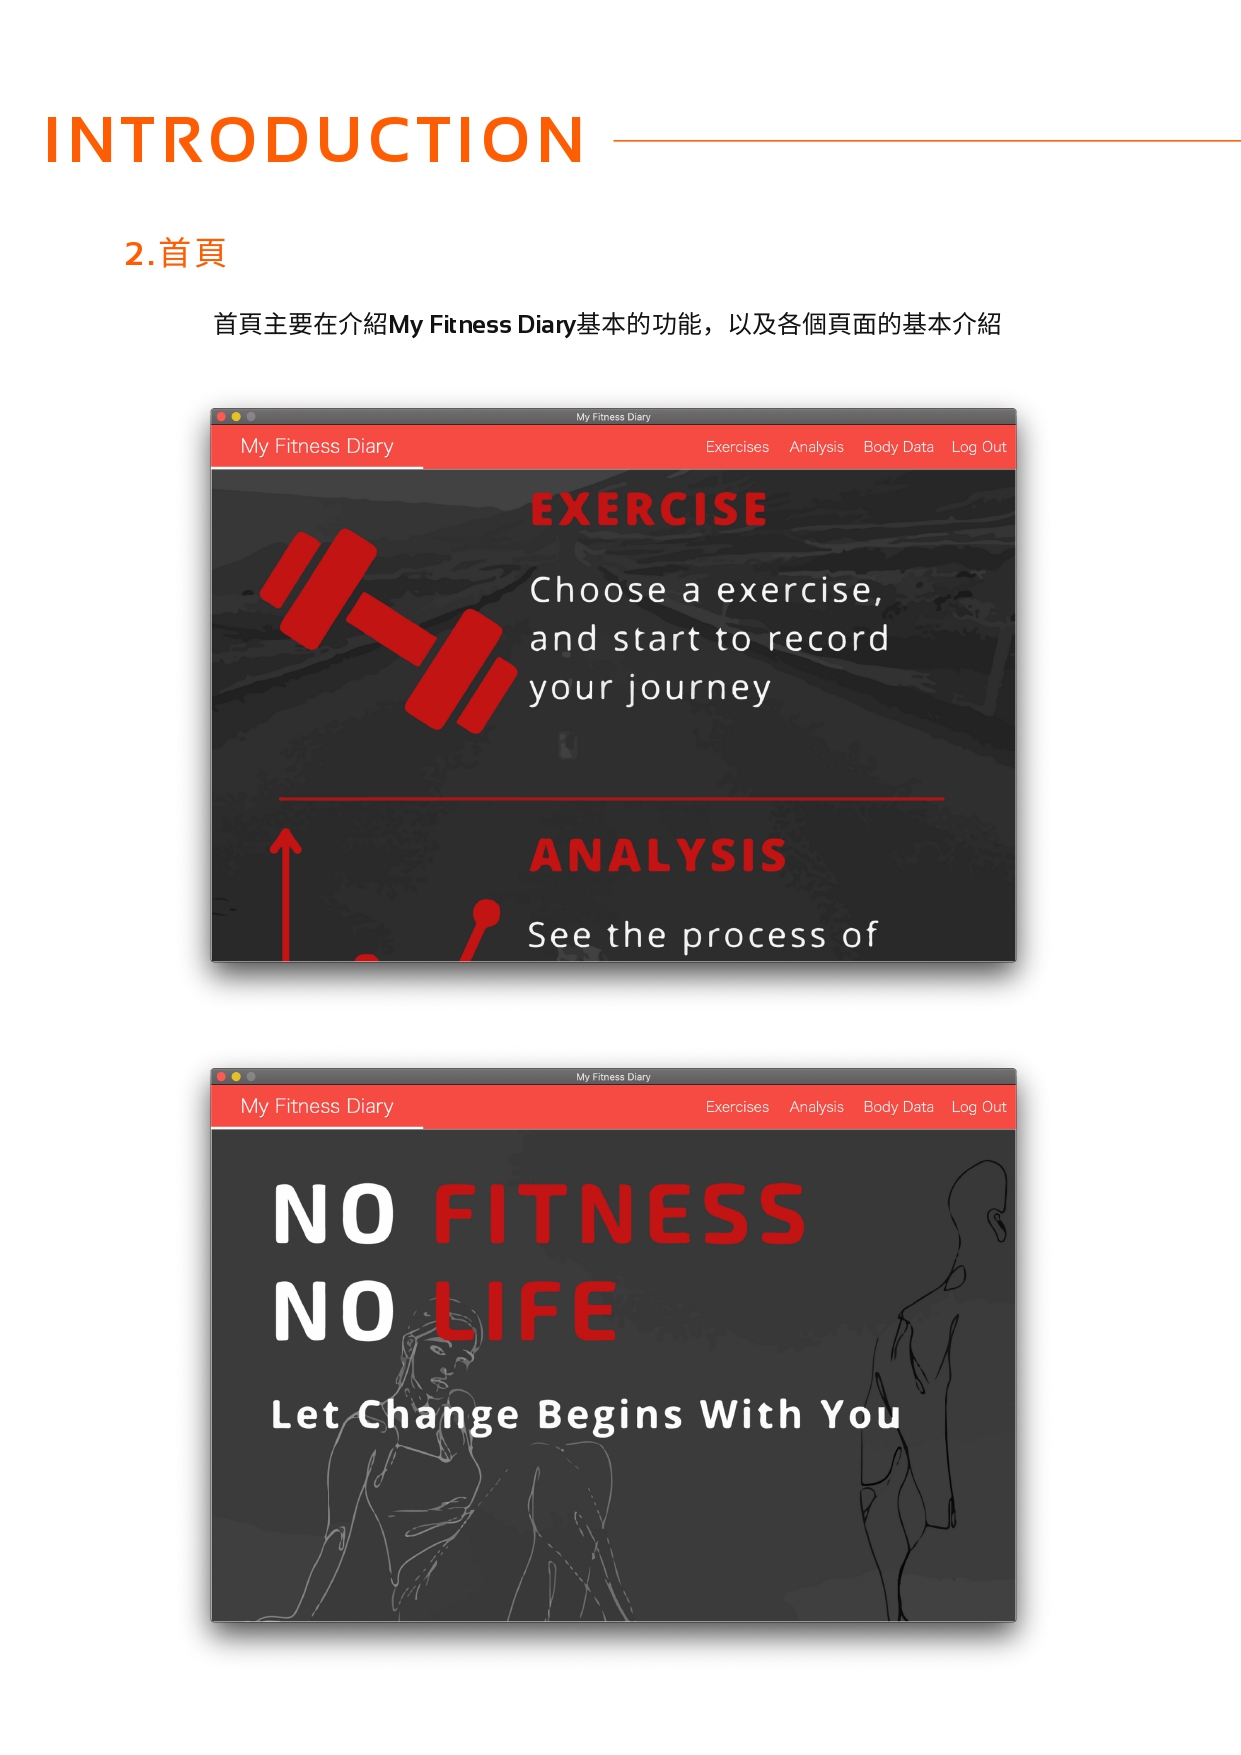 INTRODUCTION
2.首頁
首頁主要在介紹My Fitness Diary基本的功能，以及各個頁面的基本介紹
My Fitness Diary
My Fitness Diary Exercises Analysis Body Data Log Out
EXERCISE
Choose a exercise,
and start to record
your journey
ANALYSIS
See the process of
My Fitness Diary
My Fitness Diary Exercises Analysis Body Data Log Out
NO FITNESS
NO LIFE
Let Change Begins With You